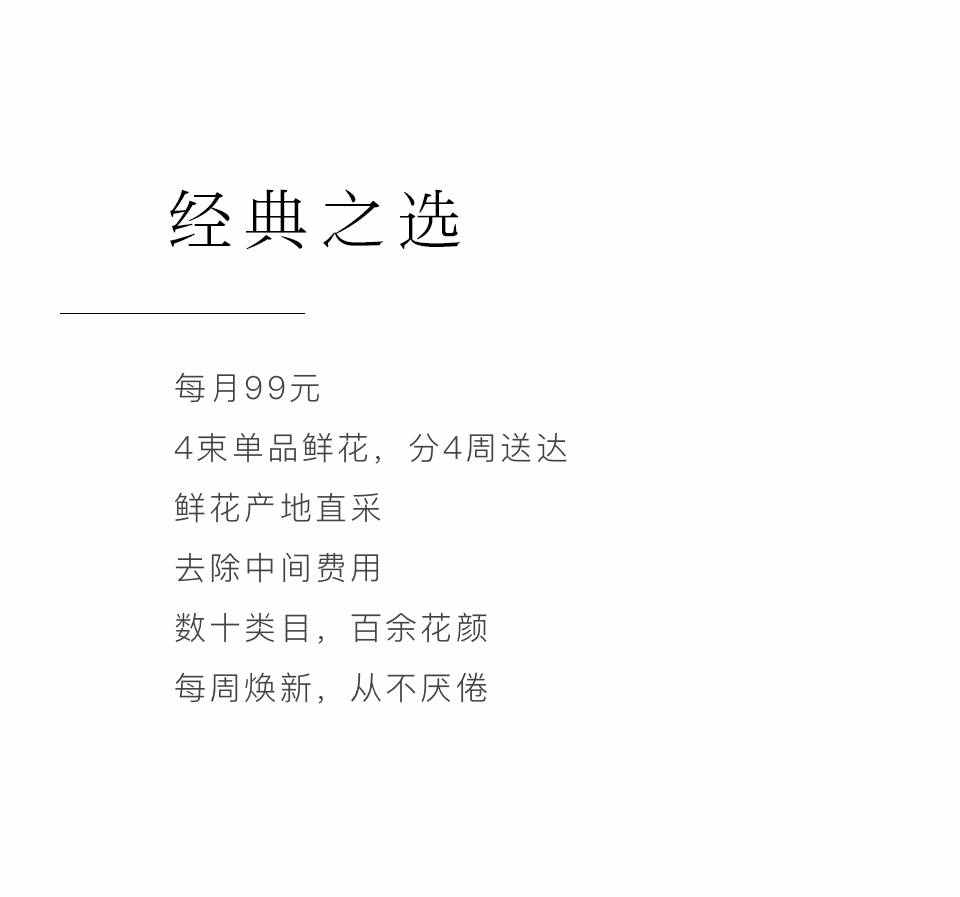 经典之选
每月99元
4束单品鲜花，分4周送达
鲜花产地直采
去除中间费用
数十类目，百余花颜
每周焕新，从不厌倦